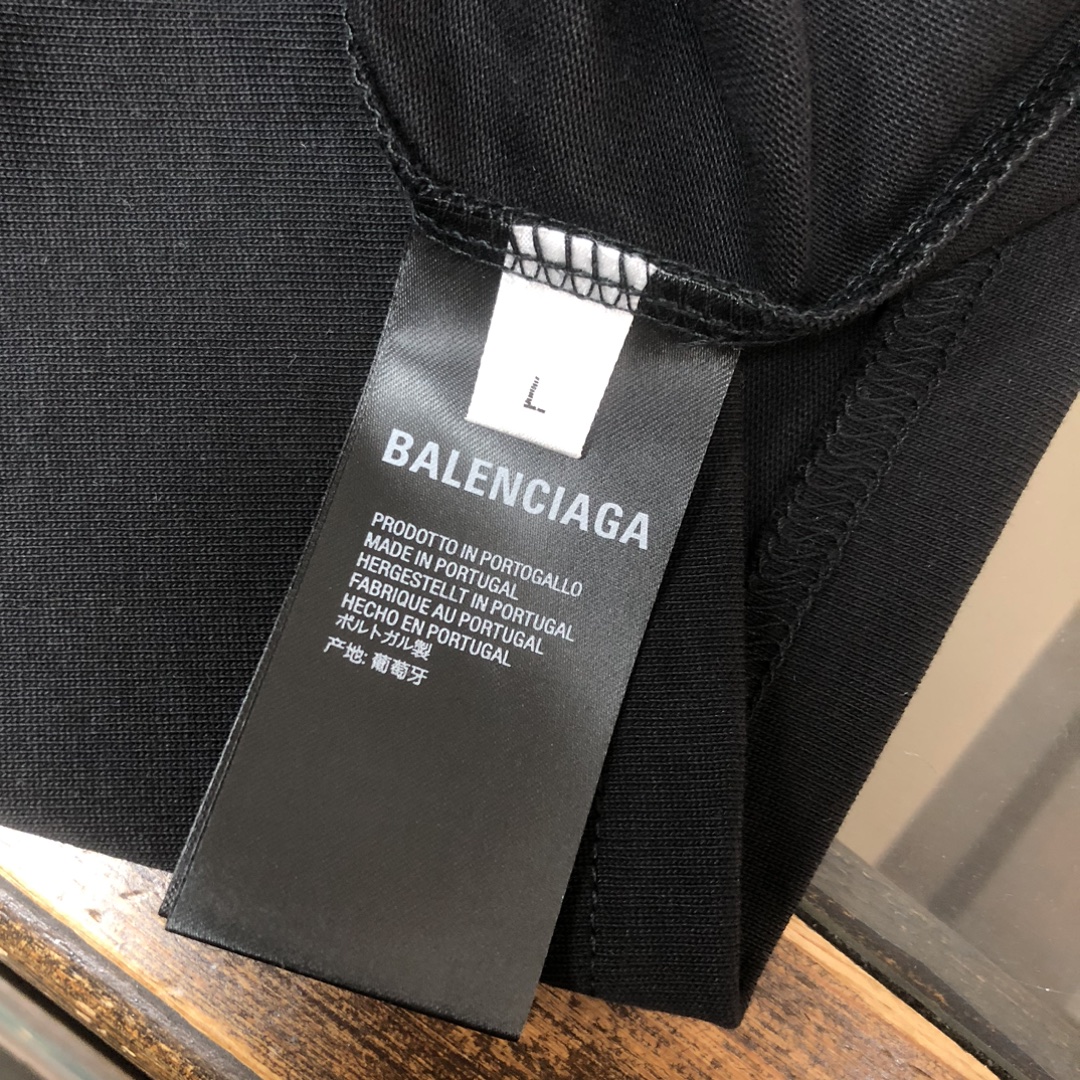 L
BALENCIAGA
PRODOTTO IN PORTOGALLO
MADE IN PORTUGAL
HERGESTELLT IN PORTUGAL
FABRIQUE AU PORTUGAL
HECHO EN PORTUGAL
ポルトガル製
产地: 葡萄牙